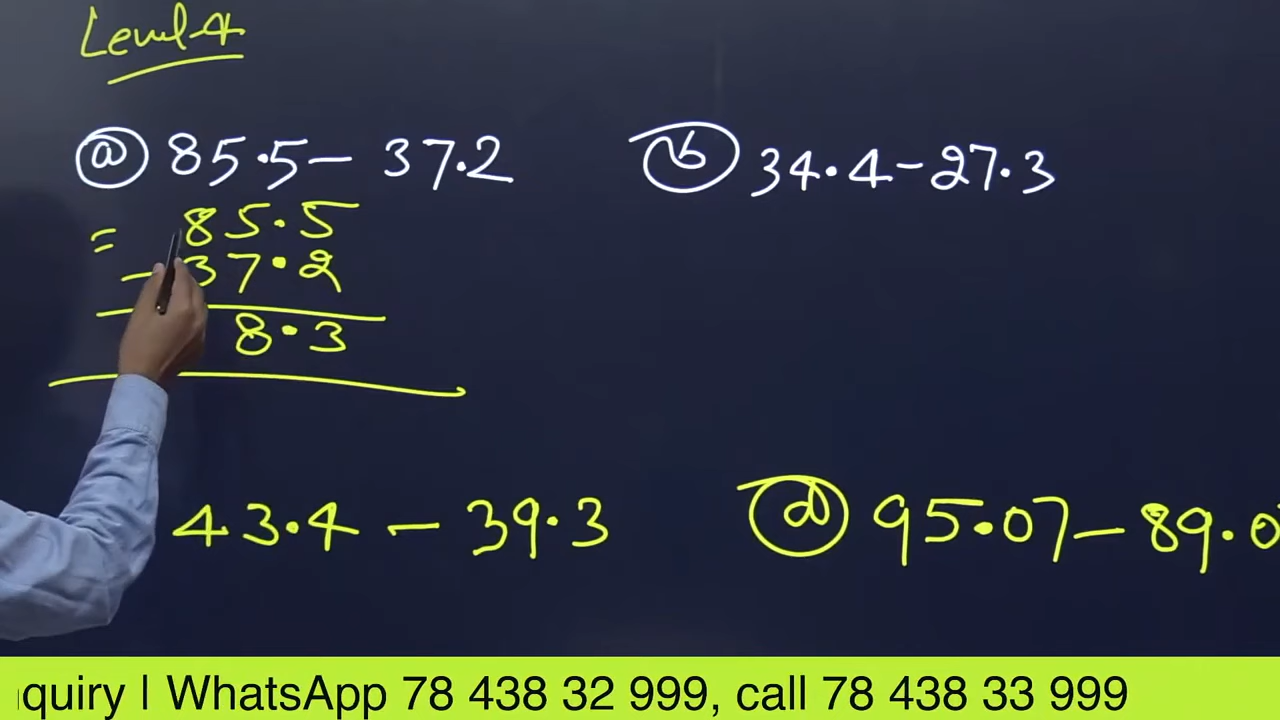 Level-4
(a) 85.5 - 37.2
(b) 34.4 - 27.3
= 85.5
- 37.2
8.3
43.4 - 39.3
(d) 95.07 - 89.0
quiry | WhatsApp 78 438 32 999, call 78 438 33 999